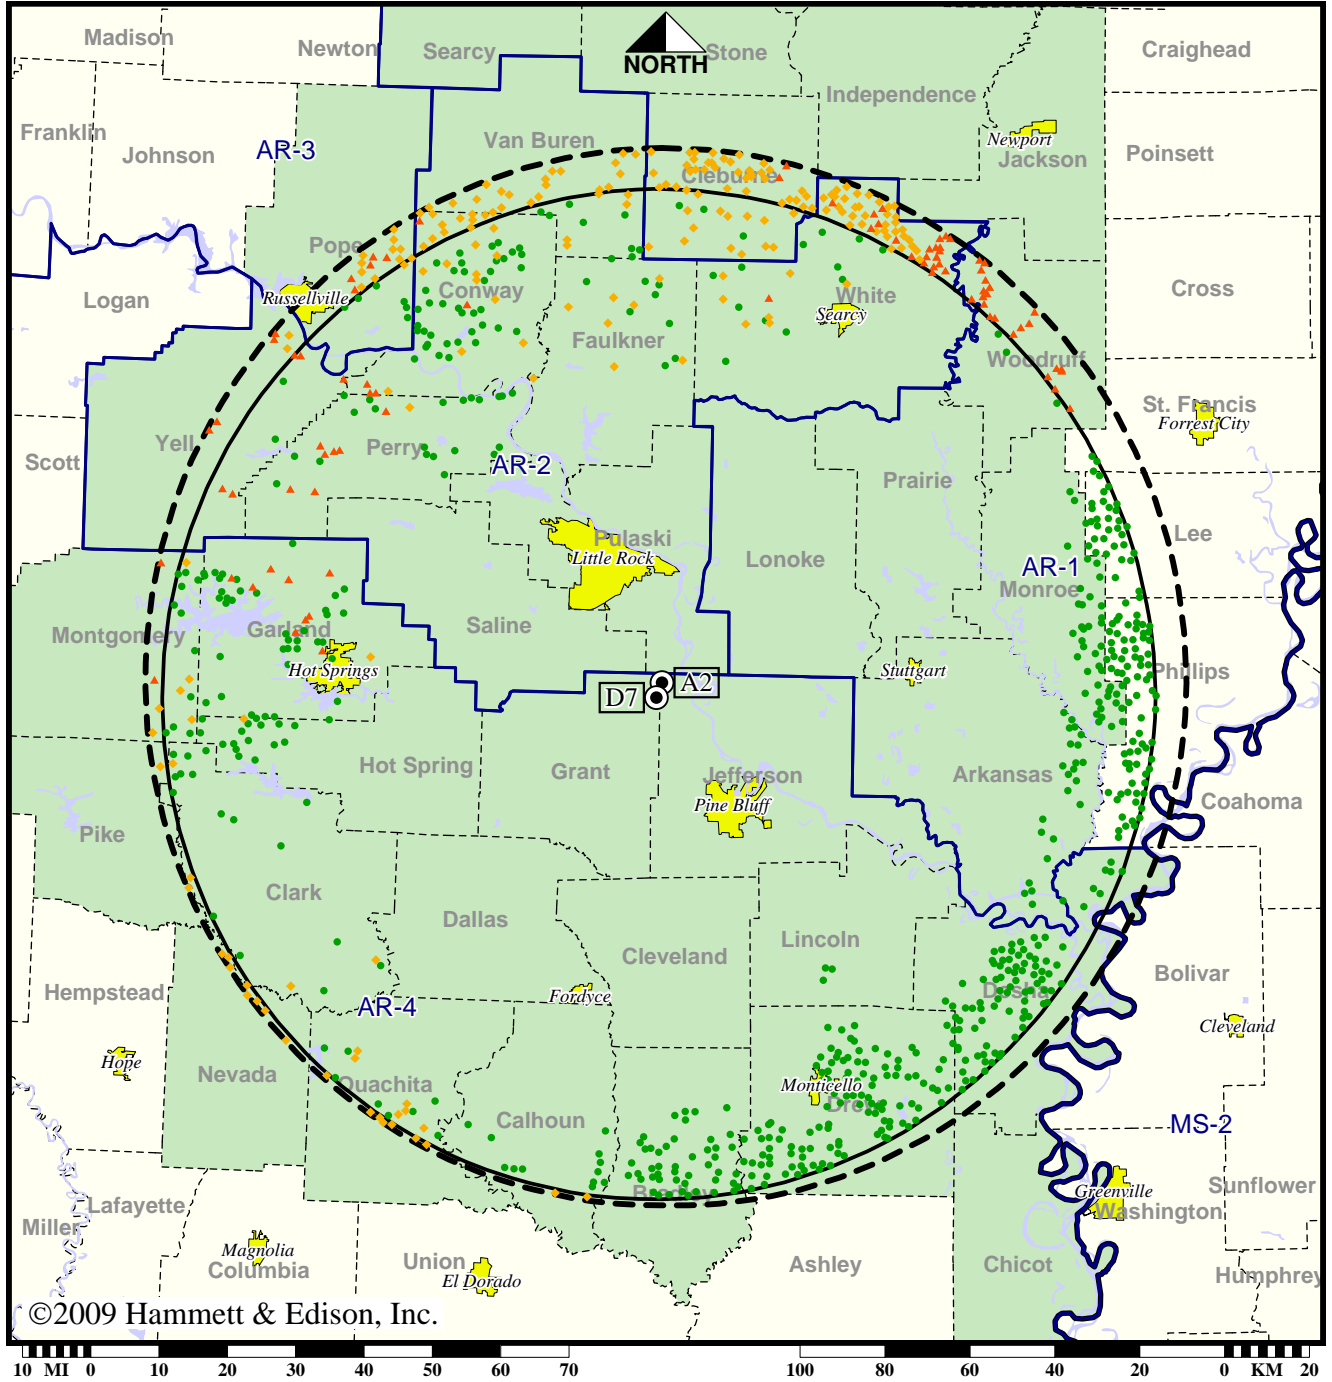 Madison
Newton
Searcy
Stone
NORTH
Craighead
Independence
Franklin
Johnson
AR-3
Van Buren
Newport
Jackson
Poinsett
Cleburne
Pope
Logan
Russellville
Conway
White
Searcy
Cross
Faulkner
Woodruff
St. Francis
Forrest City
Yell
Perry
Scott
AR-2
Prairie
Pulaski
Little Rock
Lonoke
Lee
AR-1
Monroe
Montgomery
Garland
Saline
Hot Springs
Stuttgart
Phillips
A2
D7
Hot Spring
Grant
Jefferson
Arkansas
Pine Bluff
Coahoma
Pike
Clark
Dallas
Cleveland
Lincoln
Bolivar
Hempstead
Fordyce
Desha
AR-4
Cleveland
Hope
Nevada
Ouachita
Monticello
Drew
Calhoun
MS-2
Bradley
Greenville
Washington
Sunflower
Lafayette
Miller
Magnolia
Columbia
Union
El Dorado
Ashley
Chicot
Humphrey
©2009 Hammett & Edison, Inc.
10 MI 0 10 20 30 40 50 60 70 100 80 60 40 20 0 KM 20